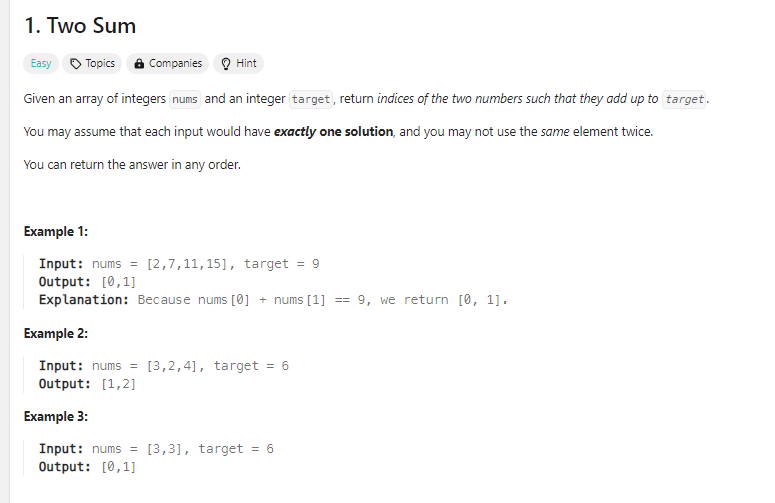 1. Two Sum
Easy Topics Companies Hint
Given an array of integers nums and an integer target, return indices of the two numbers such that they add up to target.
You may assume that each input would have exactly one solution, and you may not use the same element twice.
You can return the answer in any order.
Example 1:
Input: nums = [2,7,11,15], target = 9
Output: [0,1]
Explanation: Because nums[0] + nums[1] == 9, we return [0, 1].
Example 2:
Input: nums = [3,2,4], target = 6
Output: [1,2]
Example 3:
Input: nums = [3,3], target = 6
Output: [0,1]